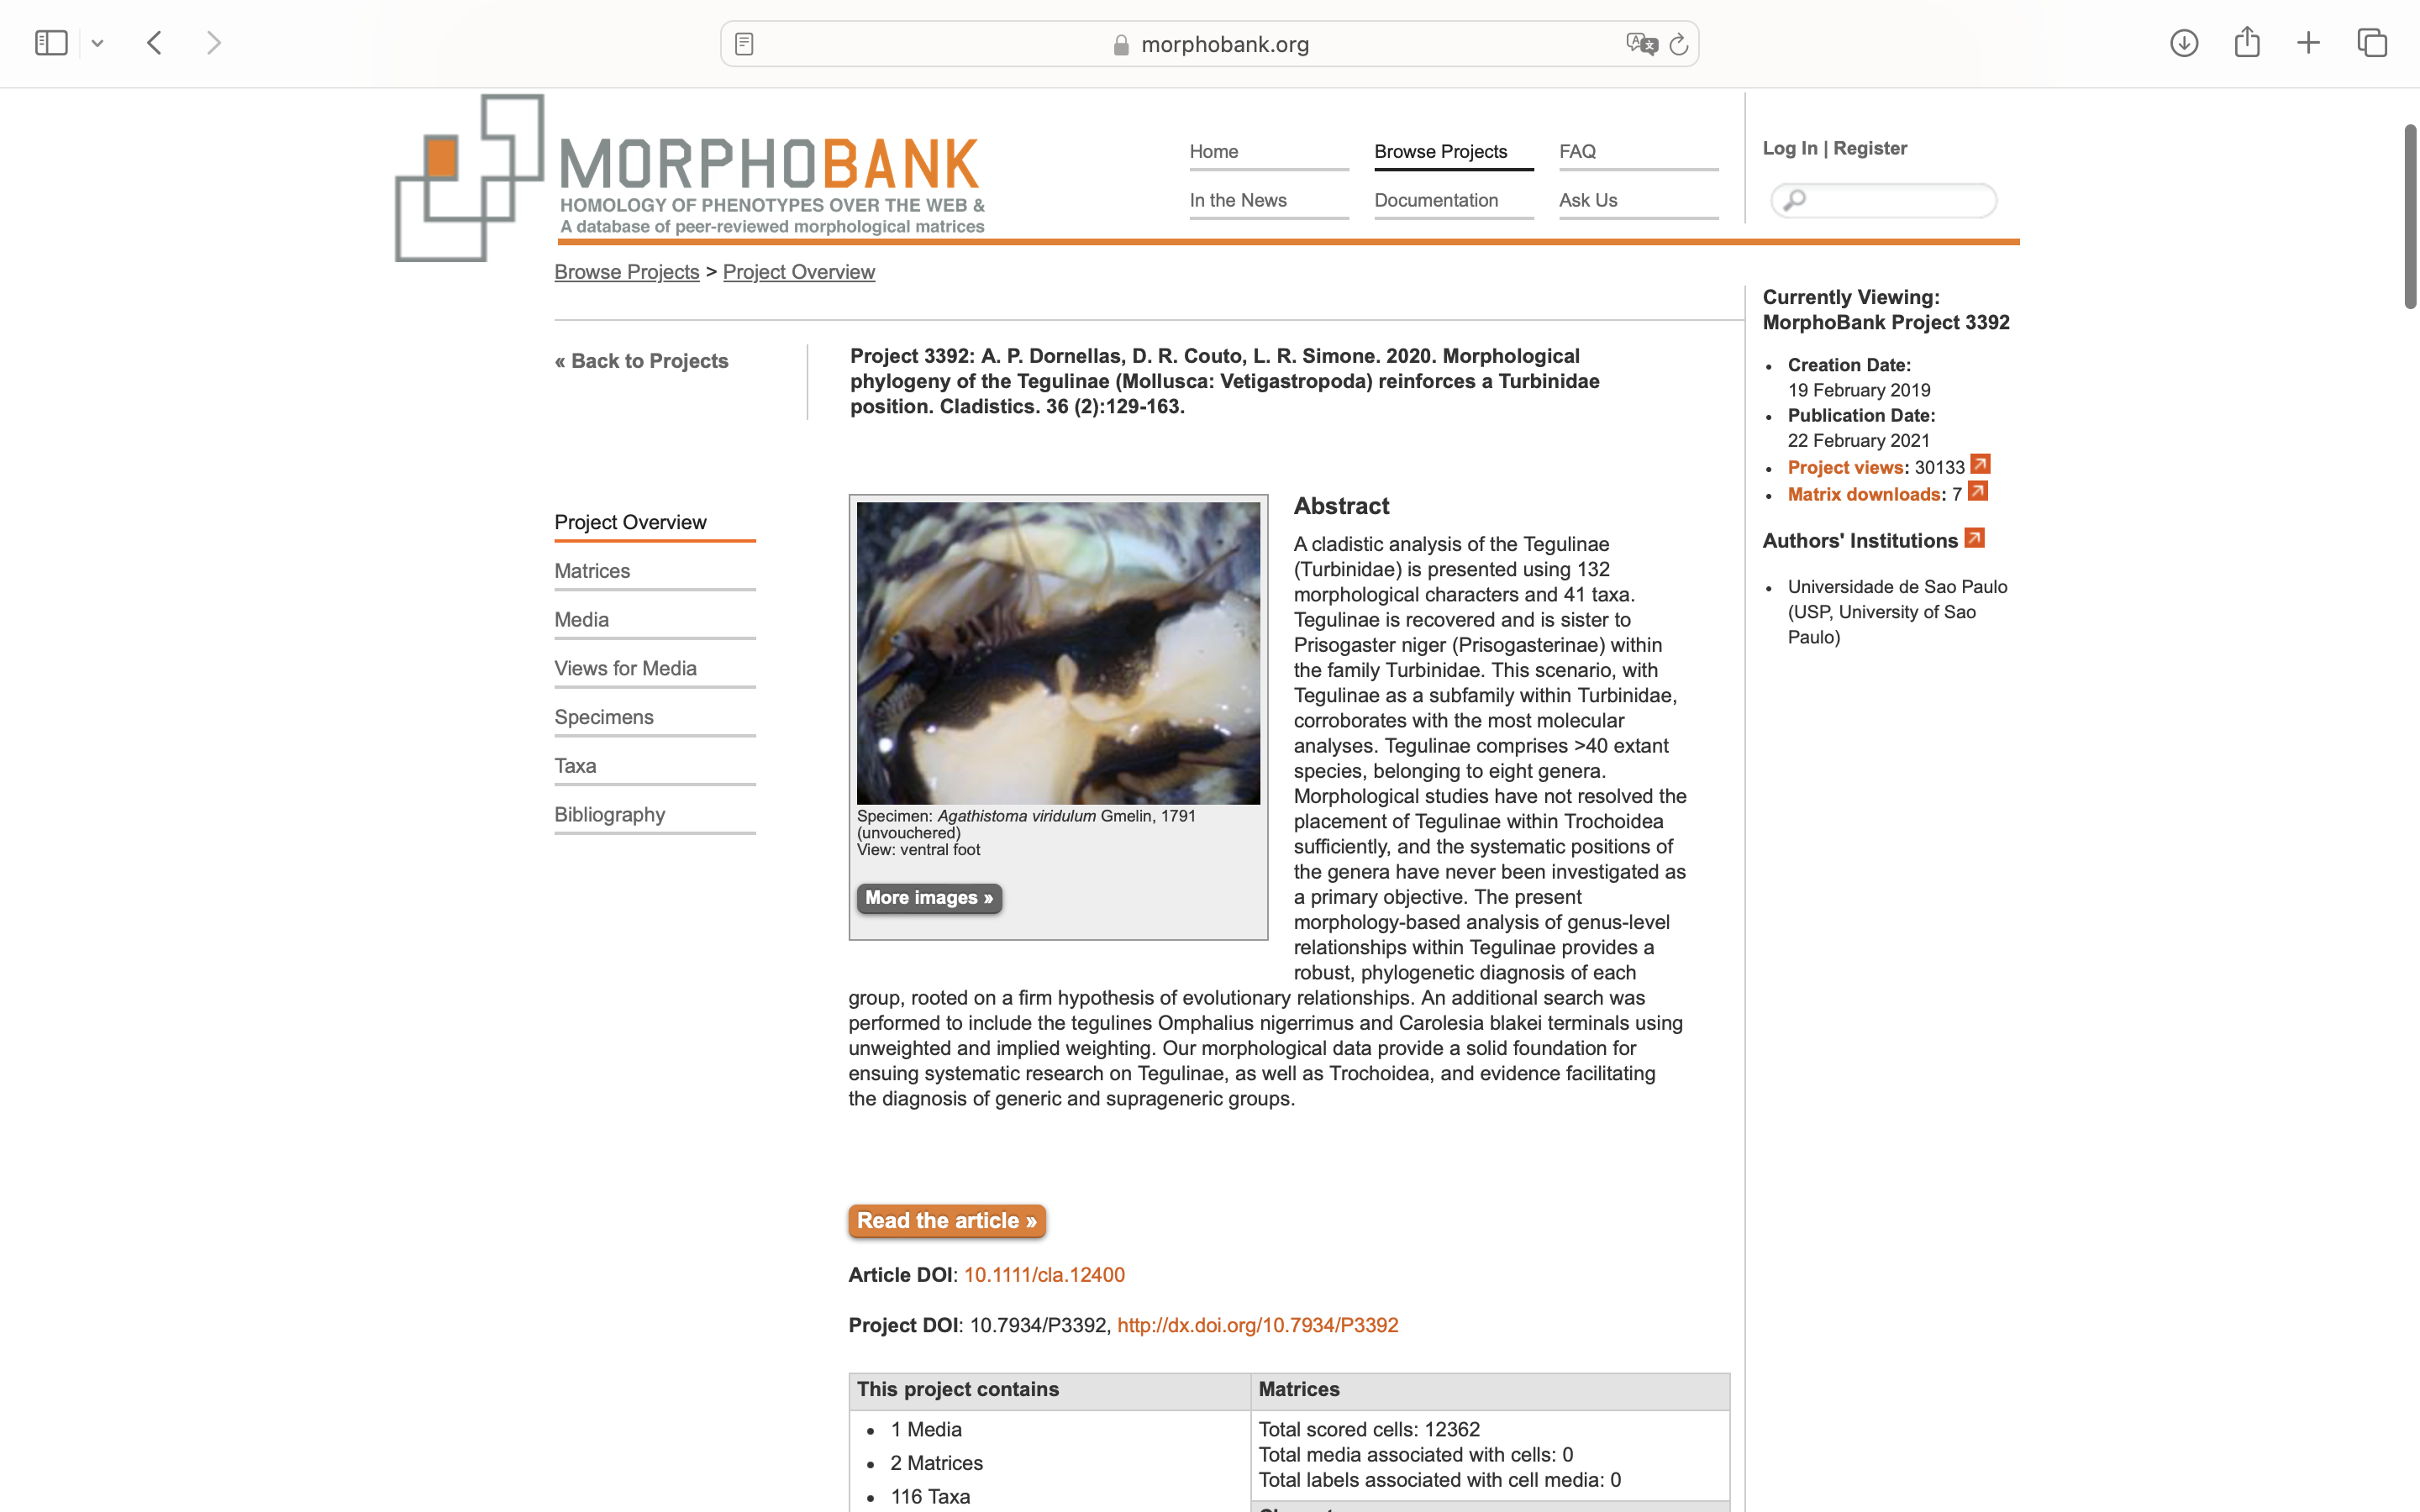 morphobank.org
MORPHOBANK
HOMOLOGY OF PHENOTYPES OVER THE WEB &
A database of peer-reviewed morphological matrices
Home
Browse Projects
FAQ
In the News
Documentation
Ask Us
Log In | Register
Browse Projects > Project Overview
« Back to Projects
Project 3392: A. P. Dornellas, D. R. Couto, L. R. Simone. 2020. Morphological
phylogeny of the Tegulinae (Mollusca: Vetigastropoda) reinforces a Turbinidae
position. Cladistics. 36 (2):129-163.
Project Overview
Matrices
Media
Views for Media
Specimens
Taxa
Bibliography
Specimen: Agathistoma viridulum Gmelin, 1791
(unvouchered)
View: ventral foot
More images »
Abstract
A cladistic analysis of the Tegulinae
(Turbinidae) is presented using 132
morphological characters and 41 taxa.
Tegulinae is recovered and is sister to
Prisogaster niger (Prisogasterinae) within
the family Turbinidae. This scenario, with
Tegulinae as a subfamily within Turbinidae,
corroborates with the most molecular
analyses. Tegulinae comprises >40 extant
species, belonging to eight genera.
Morphological studies have not resolved the
placement of Tegulinae within Trochoidea
sufficiently, and the systematic positions of
the genera have never been investigated as
a primary objective. The present
morphology-based analysis of genus-level
relationships within Tegulinae provides a
robust, phylogenetic diagnosis of each
group, rooted on a firm hypothesis of evolutionary relationships. An additional search was
performed to include the tegulines Omphalius nigerrimus and Carolesia blakei terminals using
unweighted and implied weighting. Our morphological data provide a solid foundation for
ensuing systematic research on Tegulinae, as well as Trochoidea, and evidence facilitating
the diagnosis of generic and suprageneric groups.
Read the article »
Article DOI: 10.1111/cla.12400
Project DOI: 10.7934/P3392, http://dx.doi.org/10.7934/P3392
This project contains
• 1 Media
• 2 Matrices
• 116 Taxa
Matrices
Total scored cells: 12362
Total media associated with cells: 0
Total labels associated with cell media: 0
Currently Viewing:
MorphoBank Project 3392
• Creation Date:
19 February 2019
• Publication Date:
22 February 2021
• Project views: 30133
• Matrix downloads: 7
Authors' Institutions
• Universidade de Sao Paulo
(USP, University of Sao
Paulo)